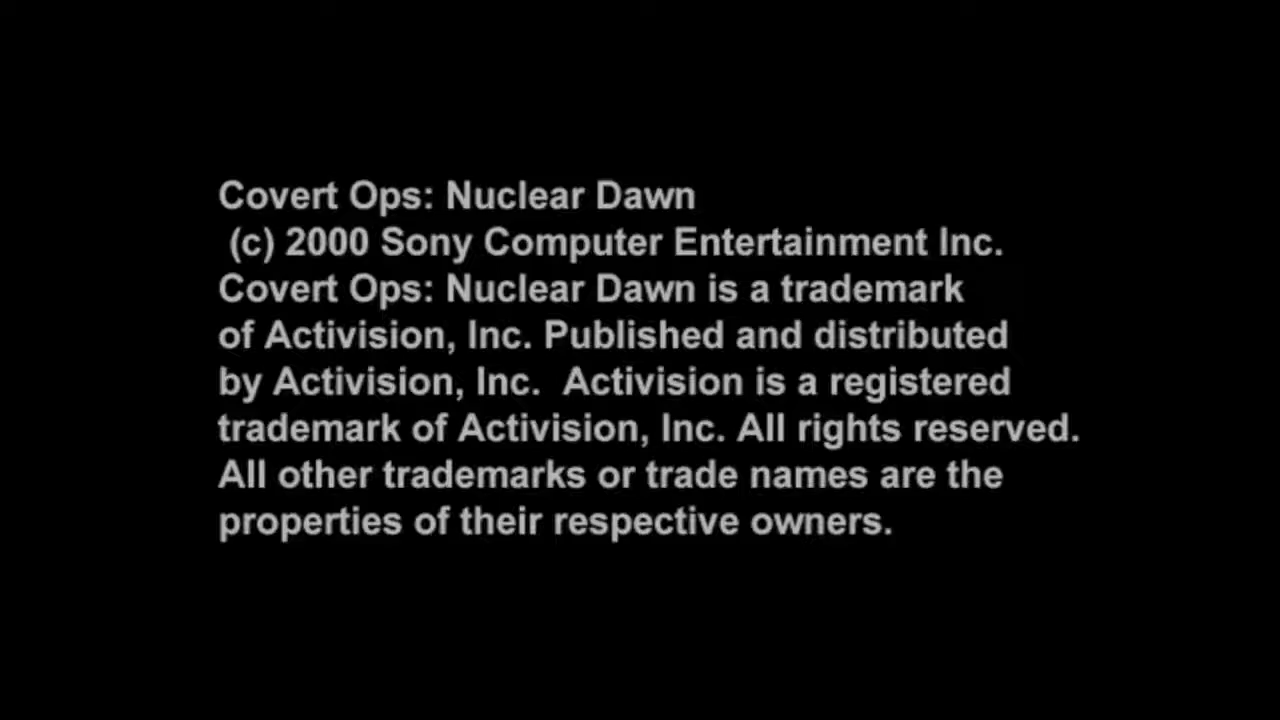 Covert Ops: Nuclear Dawn
(c) 2000 Sony Computer Entertainment Inc.
Covert Ops: Nuclear Dawn is a trademark
of Activision, Inc. Published and distributed
by Activision, Inc.  Activision is a registered
trademark of Activision, Inc. All rights reserved.
All other trademarks or trade names are the
properties of their respective owners.